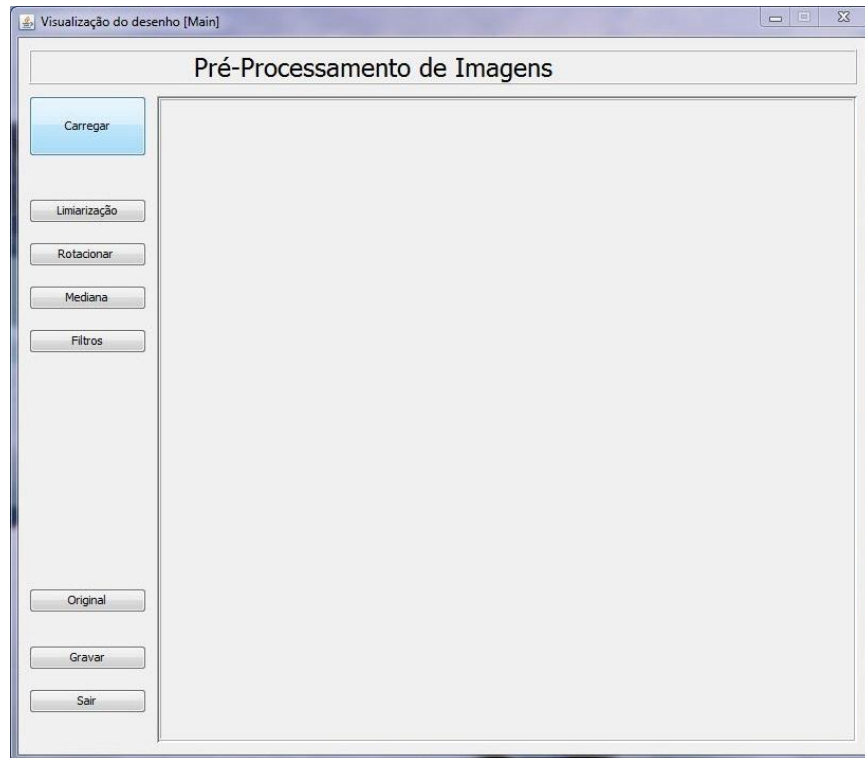 Visualização do desenho [Main]
Pré-Processamento de Imagens
Carregar
Limiarização
Rotacionar
Mediana
Filtros
Original
Gravar
Sair